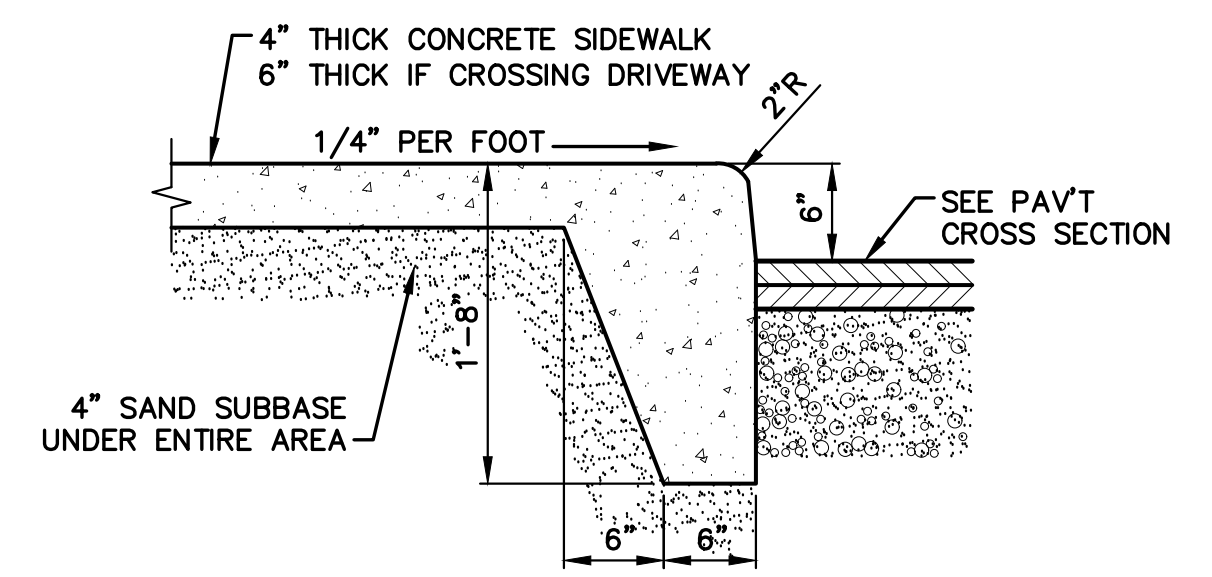 4” THICK CONCRETE SIDEWALK
6” THICK IF CROSSING DRIVEWAY
2”R
1/4” PER FOOT
6”
SEE PAV’T
CROSS SECTION
1’–8”
4” SAND SUBBASE
UNDER ENTIRE AREA
6”
6”